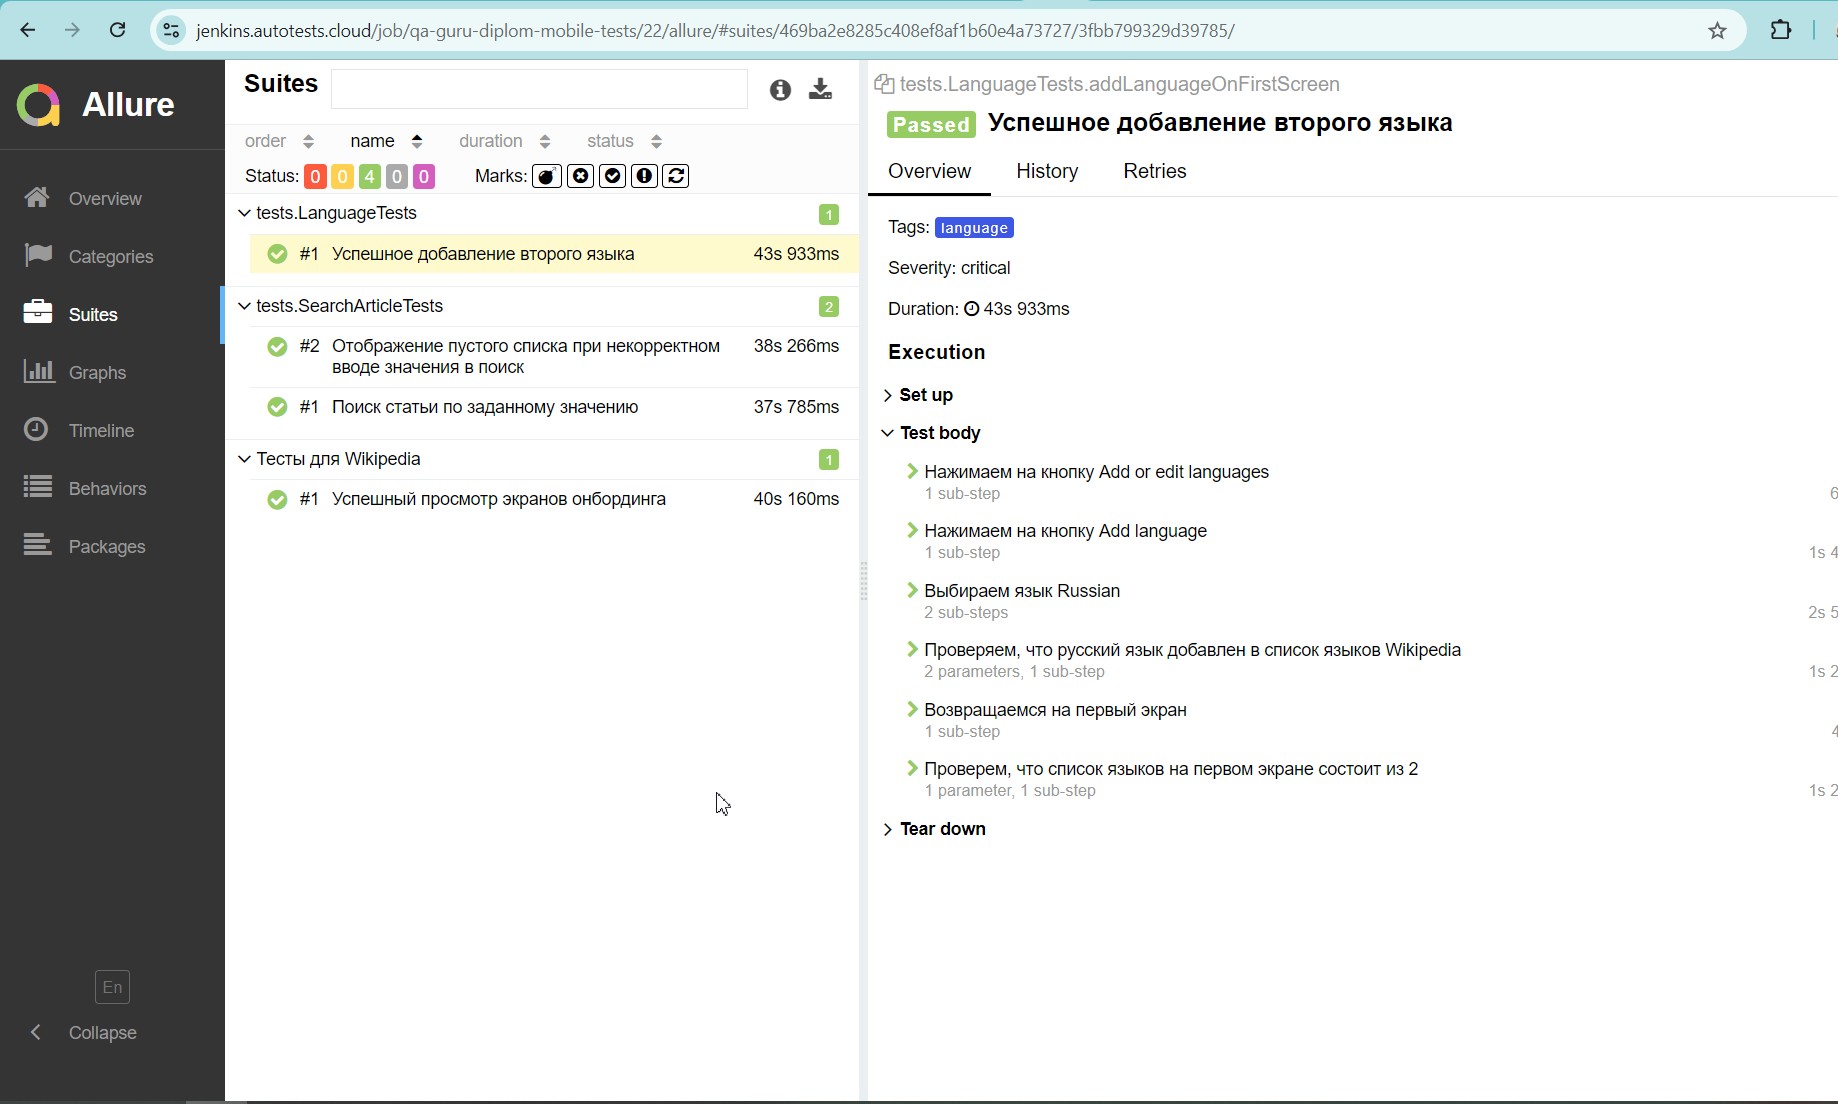 jenkins.autotests.cloud/job/qa-guru-diplom-mobile-tests/22/allure/#suites/469ba2e8285c408ef8af1b60e4a73727/3fbb799329d39785/
Allure
Overview
Categories
Suites
Graphs
Timeline
Behaviors
Packages
En
Collapse
Suites
order name duration status
Status: 0 0 4 0 0 Marks:
tests.LanguageTests 1
#1 Успешное добавление второго языка 43s 933ms
tests.SearchArticleTests 2
#2 Отображение пустого списка при некорректном 38s 266ms
вводе значения в поиск
#1 Поиск статьи по заданному значению 37s 785ms
Тесты для Wikipedia 1
#1 Успешный просмотр экранов онбординга 40s 160ms
tests.LanguageTests.addLanguageOnFirstScreen
Passed Успешное добавление второго языка
Overview History Retries
Tags: language
Severity: critical
Duration: 43s 933ms
Execution
Set up
Test body
Нажимаем на кнопку Add or edit languages
1 sub-step 6
Нажимаем на кнопку Add language
1 sub-step 1s 4
Выбираем язык Russian
2 sub-steps 2s 5
Проверяем, что русский язык добавлен в список языков Wikipedia
2 parameters, 1 sub-step 1s 2
Возвращаемся на первый экран
1 sub-step 4
Проверем, что список языков на первом экране состоит из 2
1 parameter, 1 sub-step 1s 2
Tear down